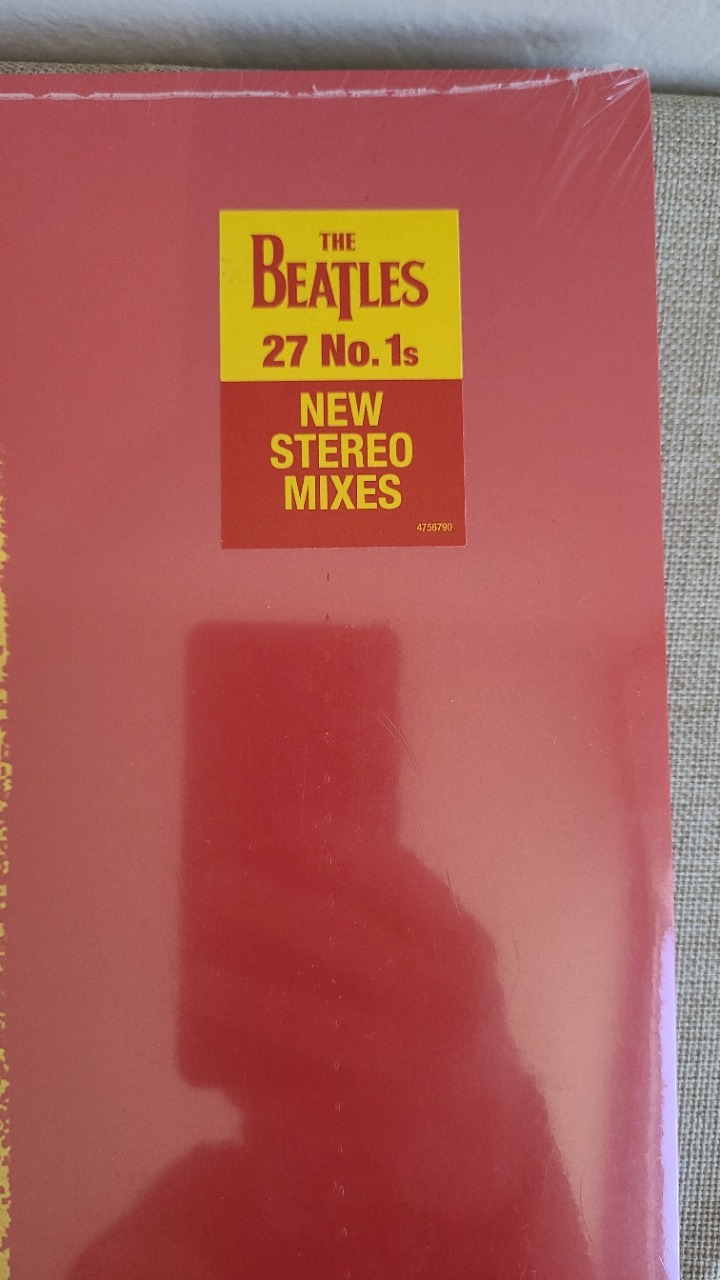 THE
BEATLES
27 No. 1s
NEW
STEREO
MIXES
4756790